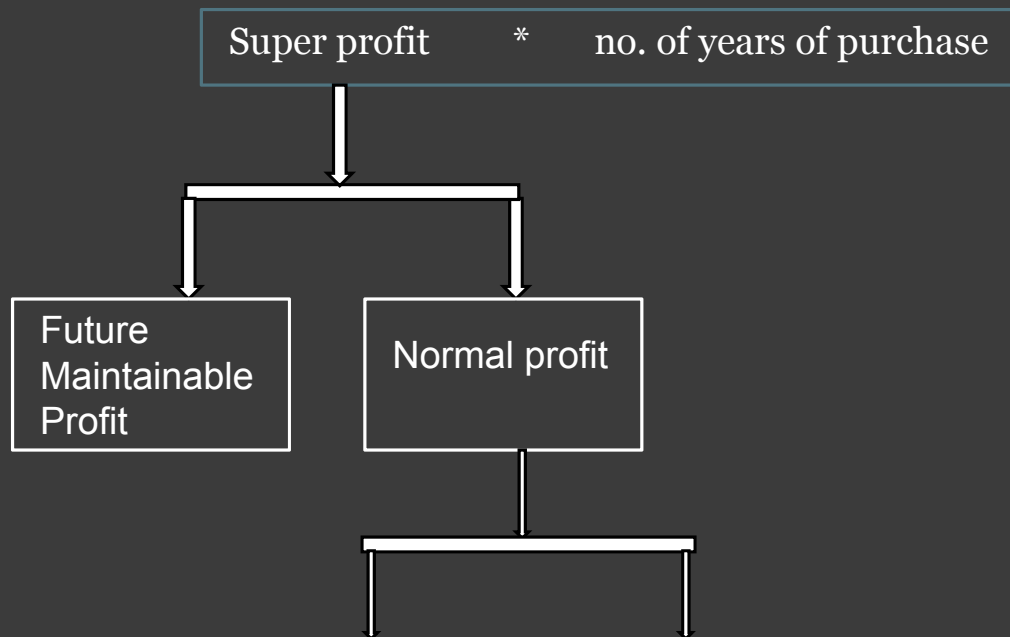 Super profit * no. of years of purchase
Future
Maintainable
Profit
Normal profit